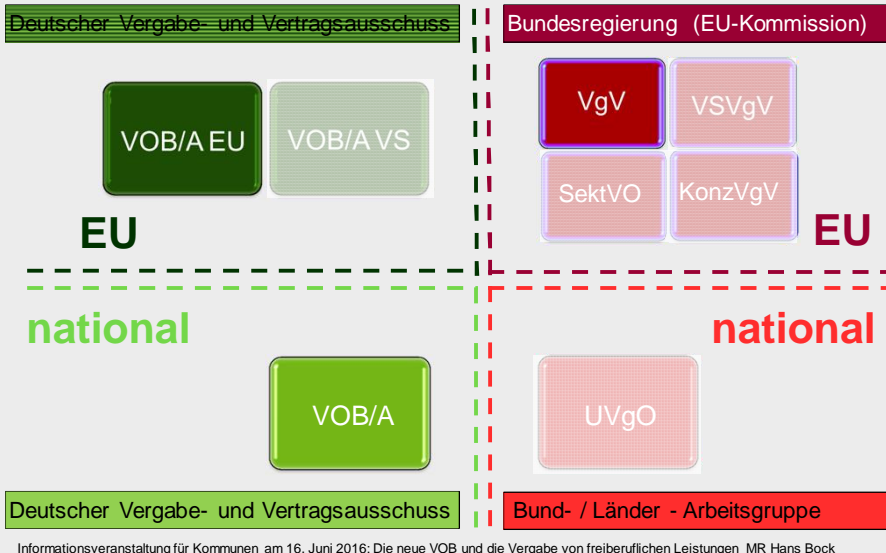 Deutscher Vergabe- und Vertragsausschuss
Bundesregierung (EU-Kommission)
VOB/A EU
VOB/A VS
VgV
VSVgV
SektVO
KonzVgV
EU
EU
national
national
VOB/A
UVgO
Deutscher Vergabe- und Vertragsausschuss
Bund- / Länder - Arbeitsgruppe
Informationsveranstaltung für Kommunen am 16. Juni 2016: Die neue VOB und die Vergabe von freiberuflichen Leistungen MR Hans Bock